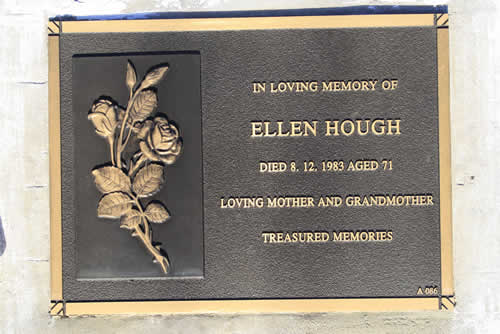 IN LOVING MEMORY OF
ELLEN HOUGH
DIED 8. 12. 1983 AGED 71
LOVING MOTHER AND GRANDMOTHER
TREASURED MEMORIES
A 086